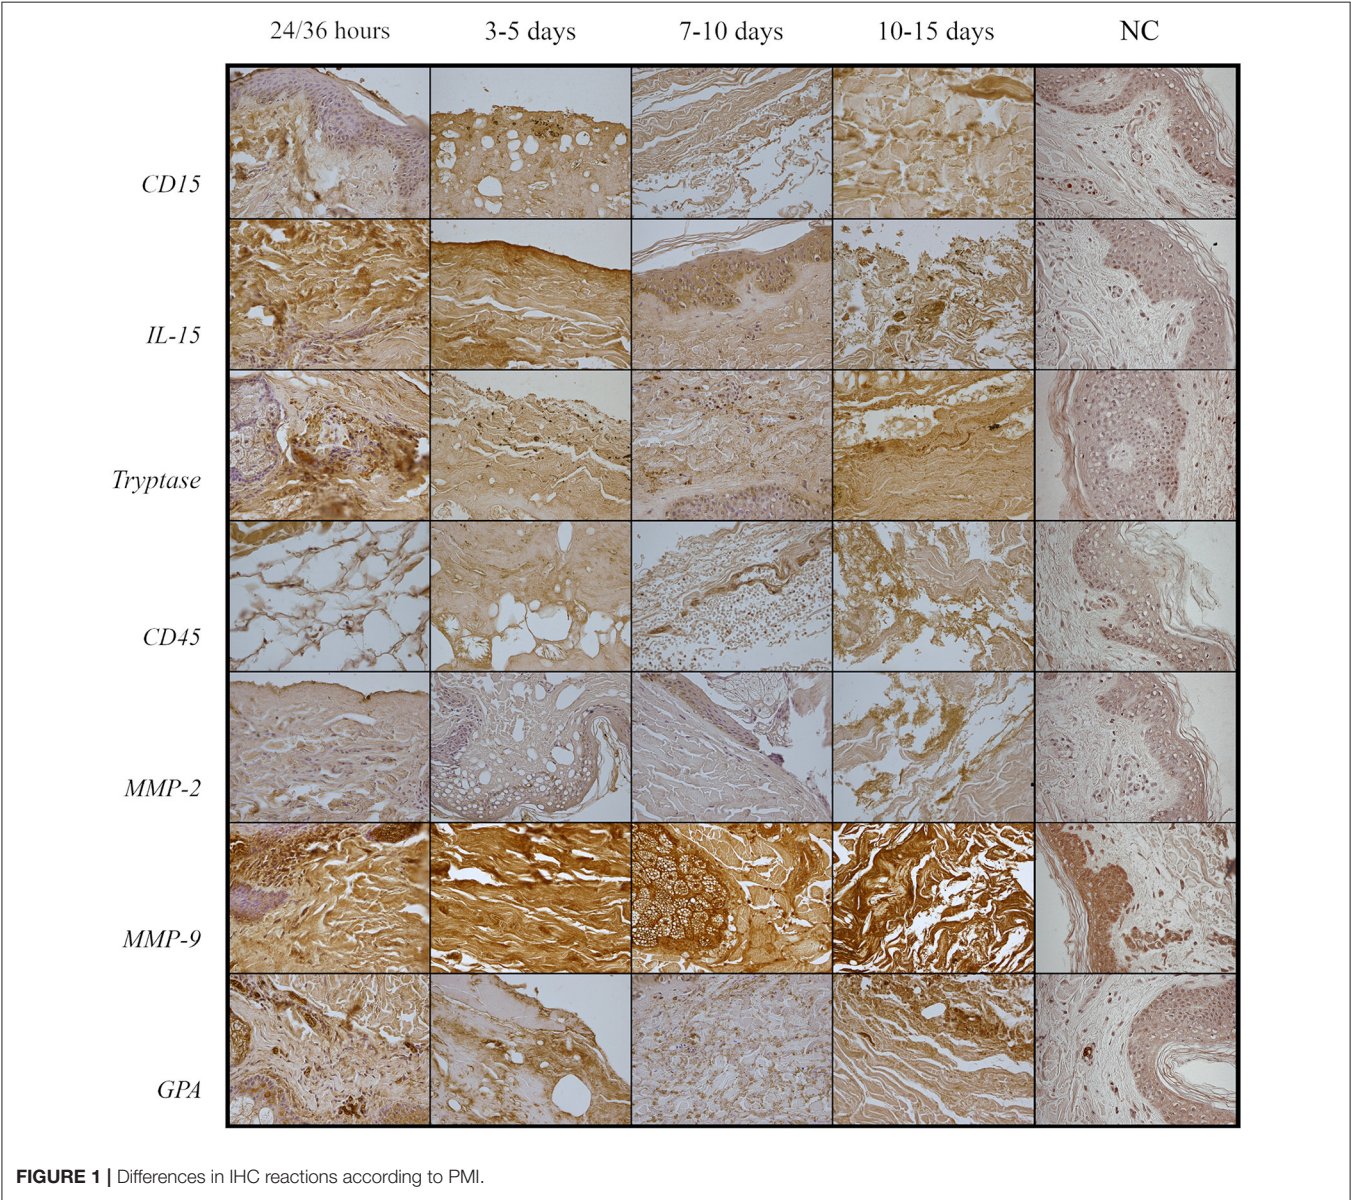 24/36 hours 3-5 days 7-10 days 10-15 days NC
CD15
IL-15
Tryptase
CD45
MMP-2
MMP-9
GPA
FIGURE 1 | Differences in IHC reactions according to PMI.